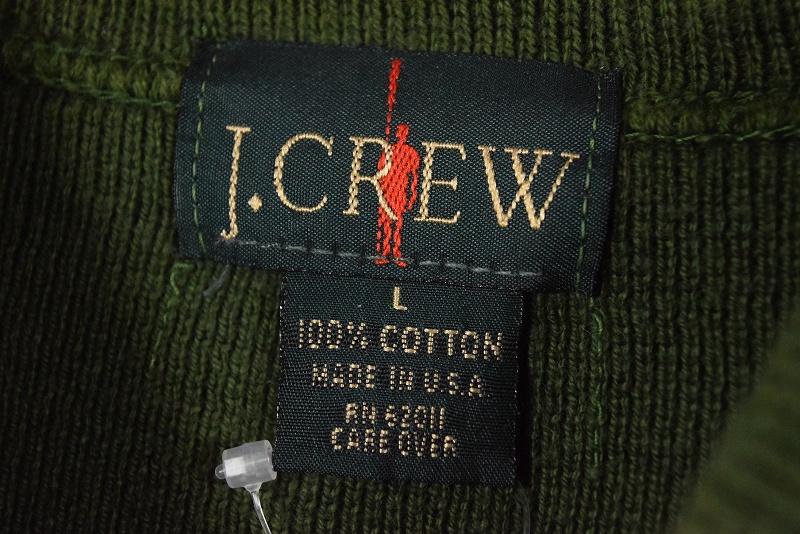 J.CREW
L
100% COTTON
MADE IN U.S.A.
RN 62011
CARE OVER